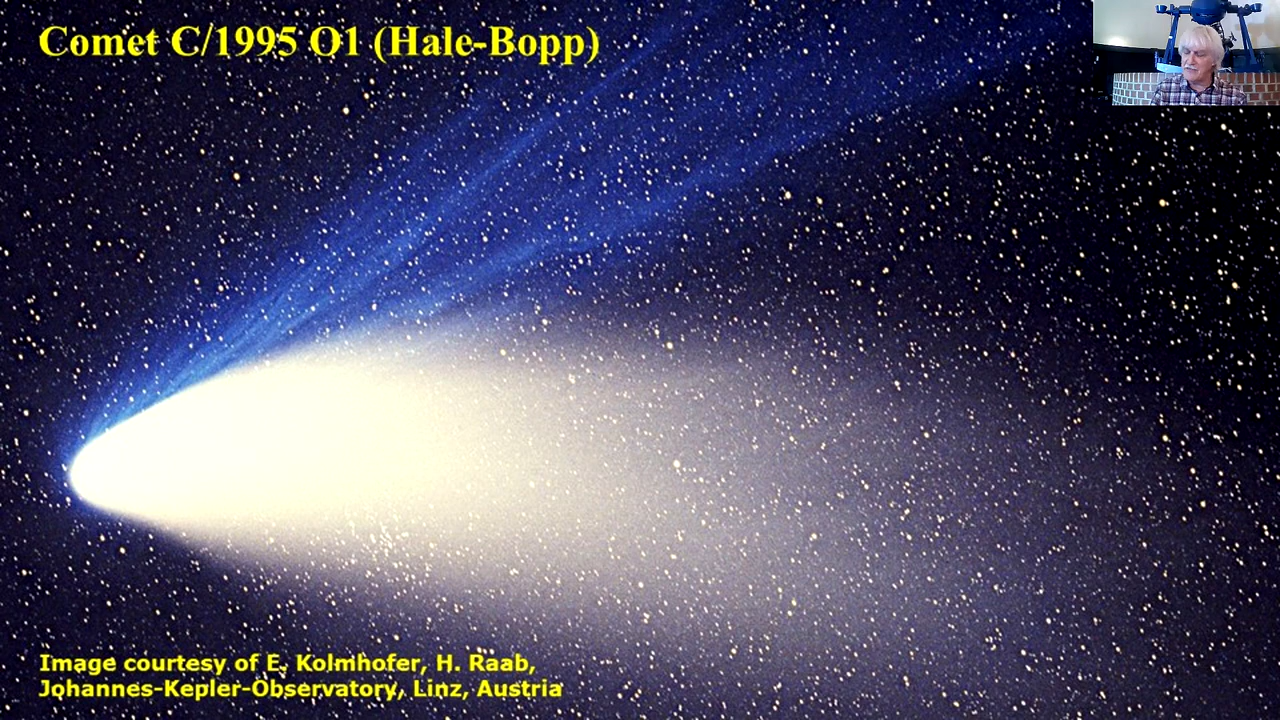 Comet C/1995 O1 (Hale-Bopp)
Image courtesy of E. Kolmhofer, H. Raab,
Johannes-Kepler-Observatory, Linz, Austria